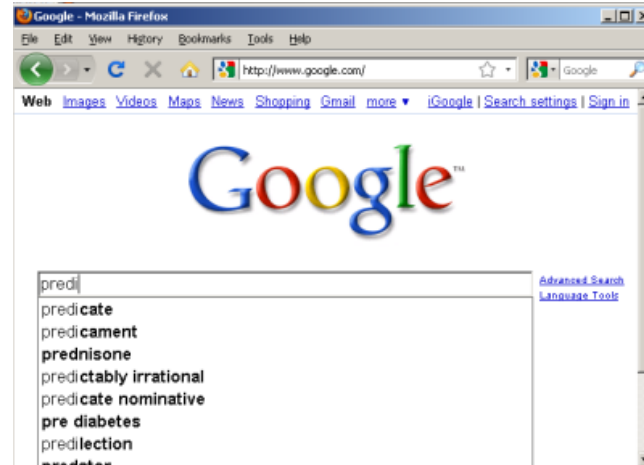 Google - Mozilla Firefox
File Edit View History Bookmarks Tools Help
http://www.google.com/ Google
Web Images Videos Maps News Shopping Gmail more ▼ iGoogle | Search settings | Sign in
Google™
predi
Advanced Search
Language Tools
predicate
predicament
prednisone
predictably irrational
predicate nominative
pre diabetes
predilection
predator